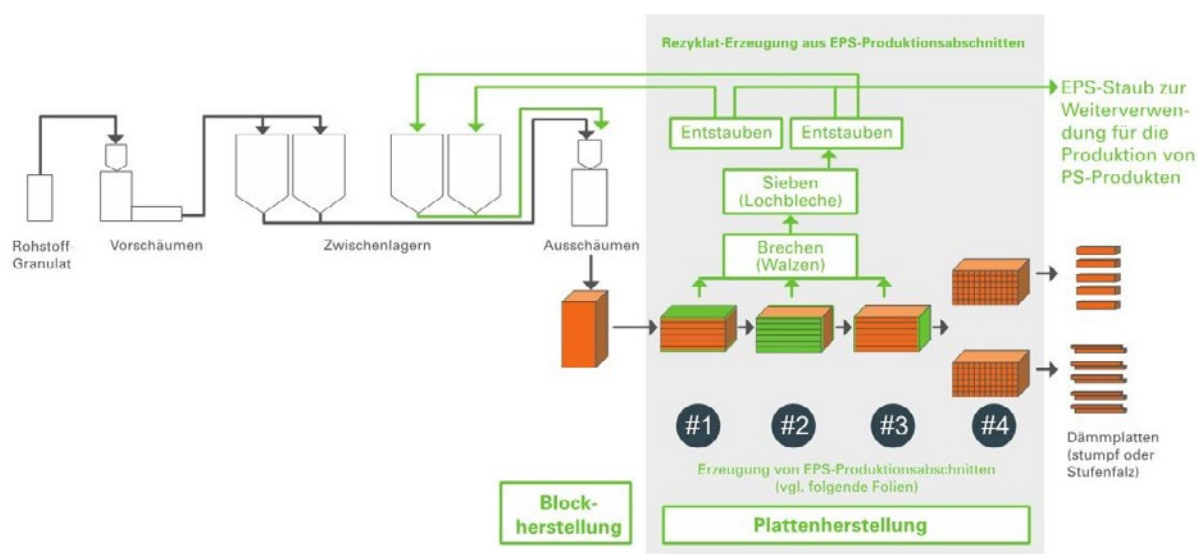 Rezyklat-Erzeugung aus EPS-Produktionsabschnitten
EPS-Staub zur
Weiterverwen-
dung für die
Produktion von
PS-Produkten
Entstauben
Entstauben
Sieben
(Lochbleche)
Brechen
(Walzen)
Rohstoff-
Granulat
Vorschäumen
Zwischenlagern
Ausschäumen
#1
#2
#3
#4
Dämmplatten
(stumpf oder
Stufenfalz)
Erzeugung von EPS-Produktionsabschnitten
(vgl. folgende Folien)
Block-
herstellung
Plattenherstellung